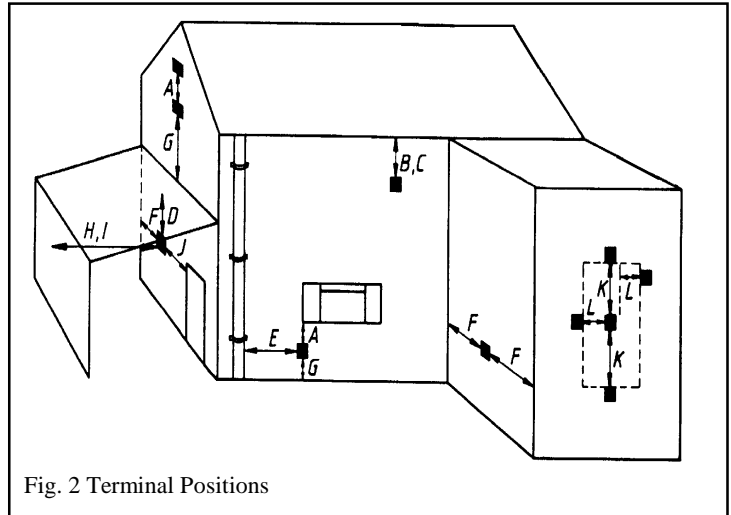 A
G
B, C
F
D
H, I
J
K
L
E
A
F
L
G
F
K
Fig. 2 Terminal Positions